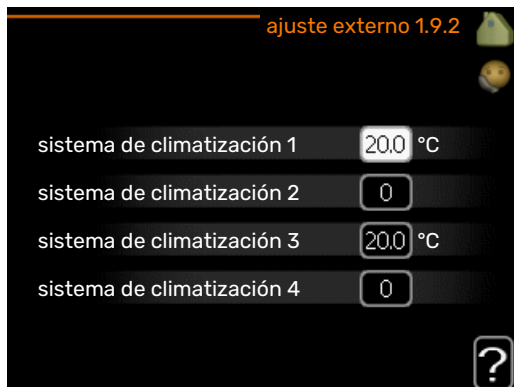 ajuste externo 1.9.2
sistema de climatización 1 20.0 °C
sistema de climatización 2 0
sistema de climatización 3 20.0 °C
sistema de climatización 4 0
?